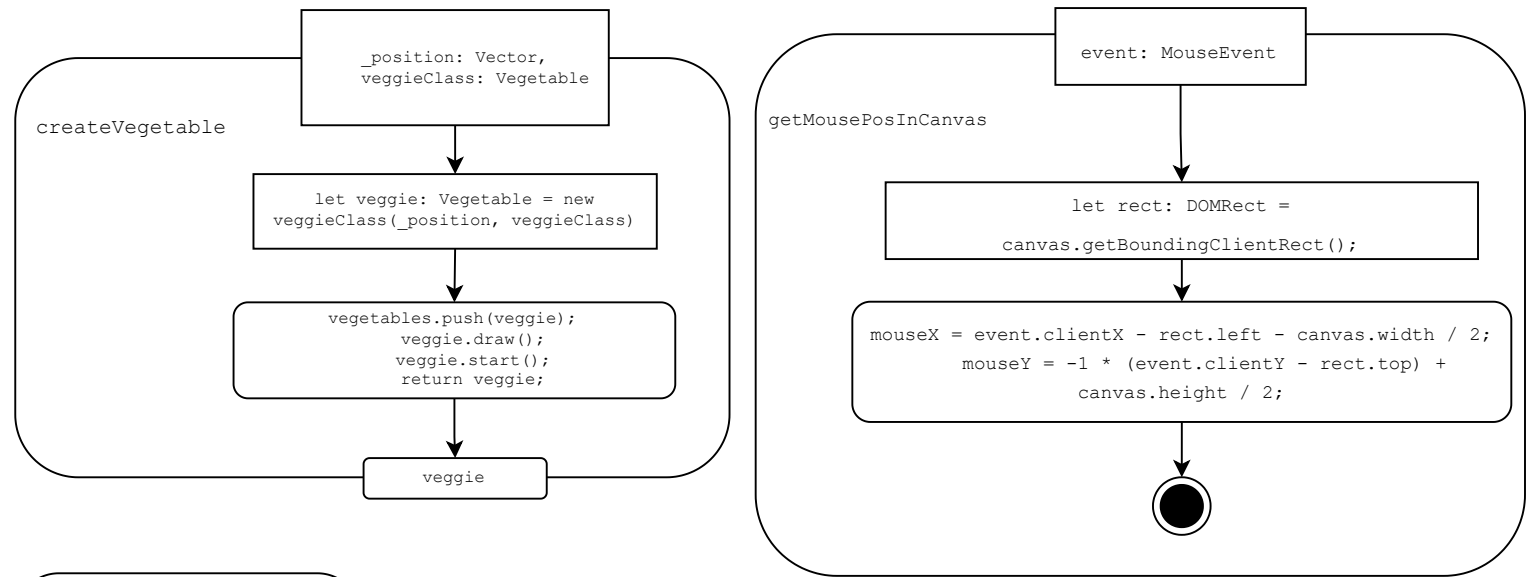 _position: Vector,
veggieClass: Vegetable
createVegetable
let veggie: Vegetable = new
veggieClass(_position, veggieClass)
vegetables.push(veggie);
veggie.draw();
veggie.start();
return veggie;
veggie
event: MouseEvent
getMousePosInCanvas
let rect: DOMRect =
canvas.getBoundingClientRect();
mouseX = event.clientX - rect.left - canvas.width / 2;
mouseY = -1 * (event.clientY - rect.top) +
canvas.height / 2;